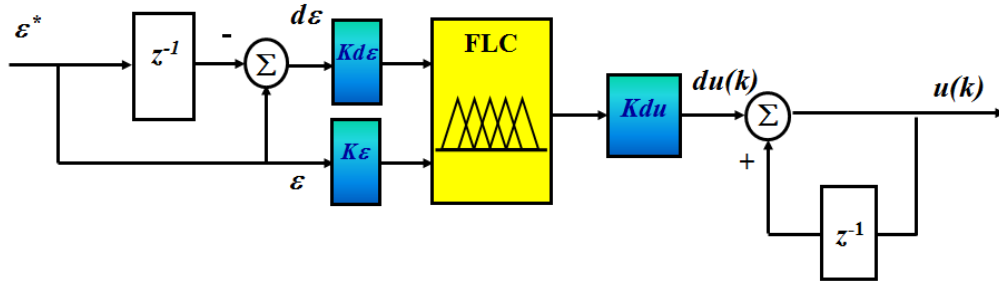 ε*
z⁻¹
-
Σ
dε
Kdε
FLC
Kε
ε
Kdu
du(k)
Σ
+
u(k)
z⁻¹